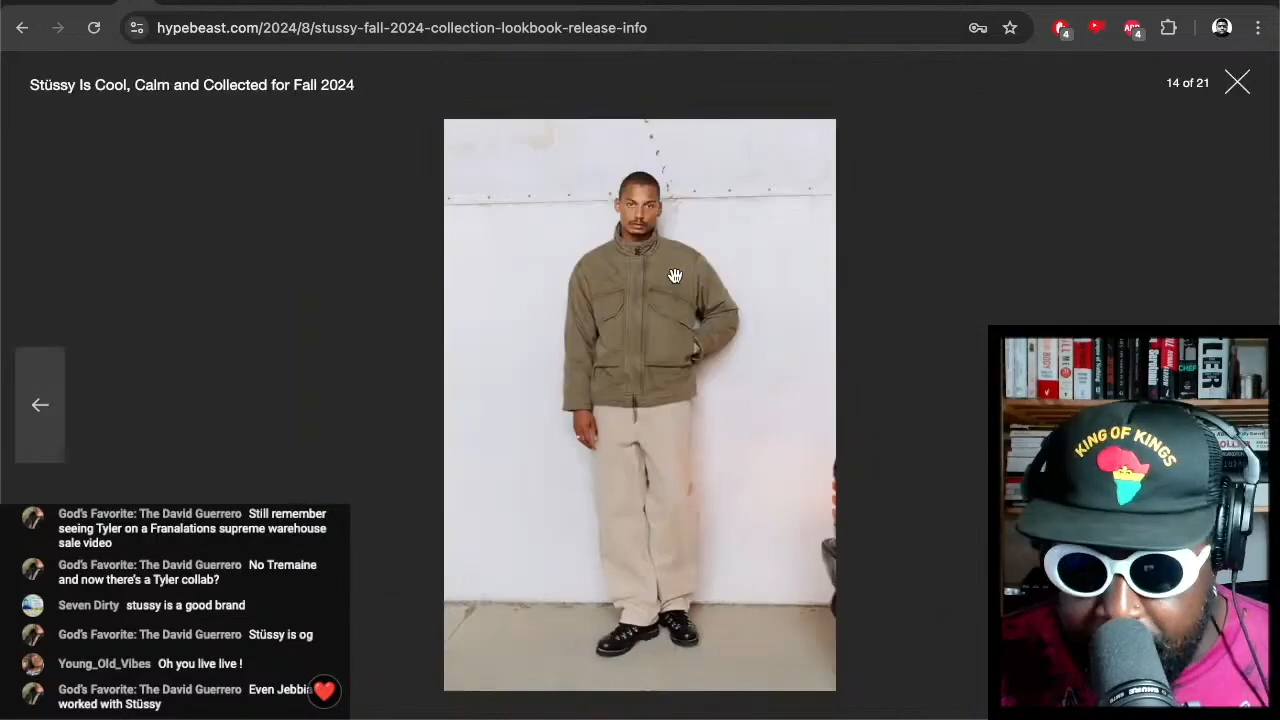 hypebeast.com/2024/8/stussy-fall-2024-collection-lookbook-release-info
4
4
Stüssy Is Cool, Calm and Collected for Fall 2024
14 of 21
KING OF KINGS
God's Favorite: The David Guerrero Still remember
seeing Tyler on a Franalations supreme warehouse
sale video
God's Favorite: The David Guerrero No Tremaine
and now there's a Tyler collab?
Seven Dirty stussy is a good brand
God's Favorite: The David Guerrero Stüssy is og
Young_Old_Vibes Oh you live live !
God's Favorite: The David Guerrero Even
worked with Stüssy
SHURE